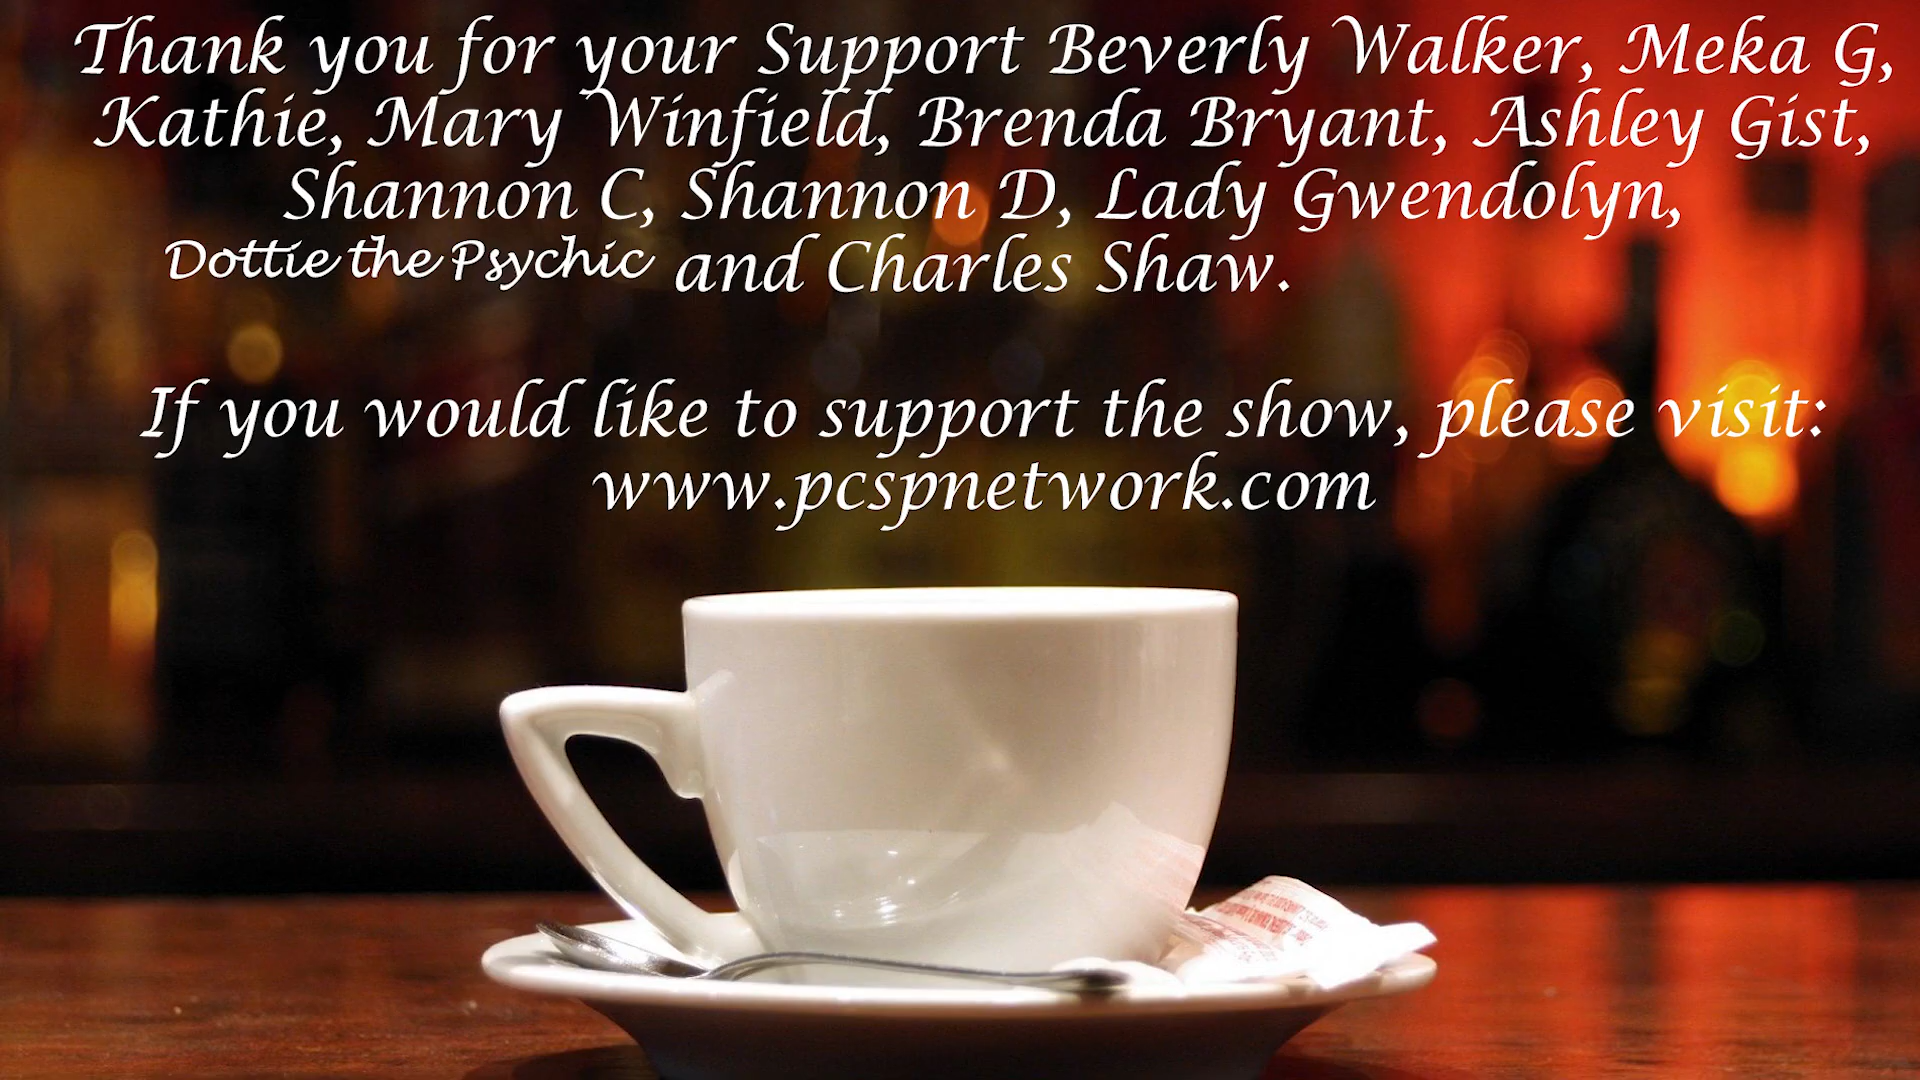 Thank you for your Support Beverly Walker, Meka G,
Kathie, Mary Winfield, Brenda Bryant, Ashley Gist,
Shannon C, Shannon D, Lady Gwendolyn,
Dottie the Psychic and Charles Shaw.
If you would like to support the show, please visit:
www.pcspnetwork.com